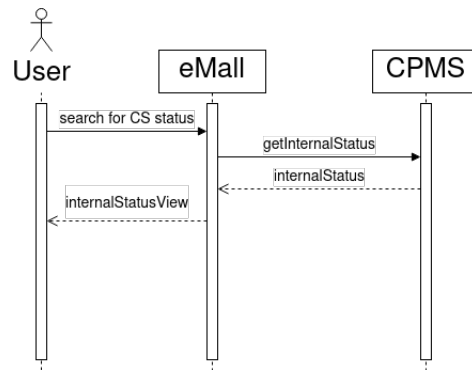 User
eMall
CPMS
search for CS status
getInternalStatus
internalStatus
internalStatusView